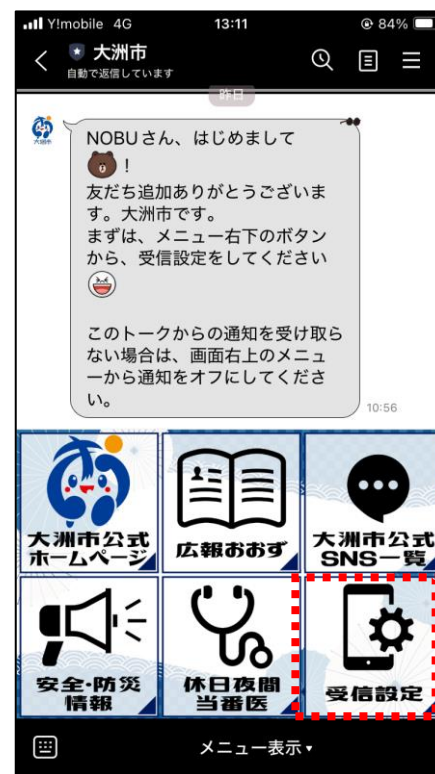 Y!mobile 4G 13:11 84%
大洲市
自動で返信しています
昨日
大洲市
NOBUさん、はじめまして
！
友だち追加ありがとうございま
す。大洲市です。
まずは、メニュー右下のボタン
から、受信設定をしてください
このトークからの通知を受け取ら
ない場合は、画面右上のメニュ
ーから通知をオフにしてくださ
い。
10:56
大洲市公式
ホームページ
広報おおず
大洲市公式
SNS一覧
安全・防災
情報
休日夜間
当番医
受信設定
メニュー表示▾